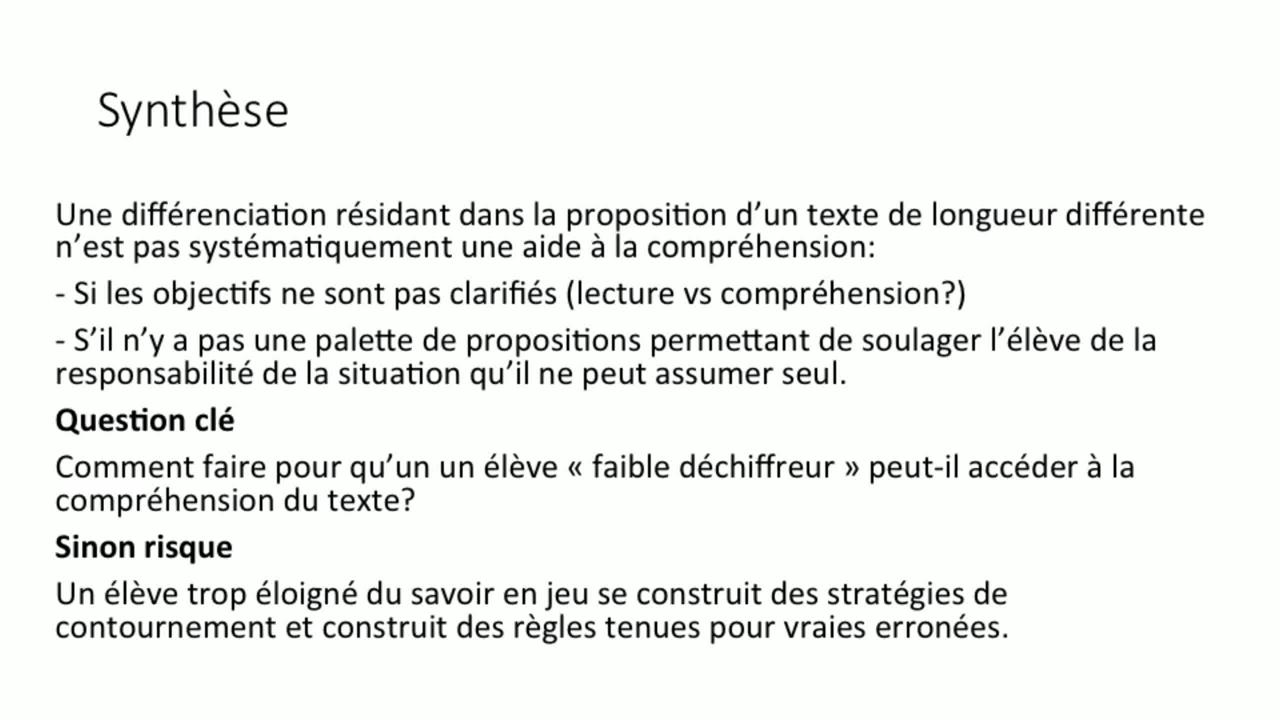 Synthèse
Une différenciation résidant dans la proposition d’un texte de longueur différente
n’est pas systématiquement une aide à la compréhension:
- Si les objectifs ne sont pas clarifiés (lecture vs compréhension?)
- S’il n’y a pas une palette de propositions permettant de soulager l’élève de la
responsabilité de la situation qu’il ne peut assumer seul.
Question clé
Comment faire pour qu’un un élève « faible déchiffreur » peut-il accéder à la
compréhension du texte?
Sinon risque
Un élève trop éloigné du savoir en jeu se construit des stratégies de
contournement et construit des règles tenues pour vraies erronées.